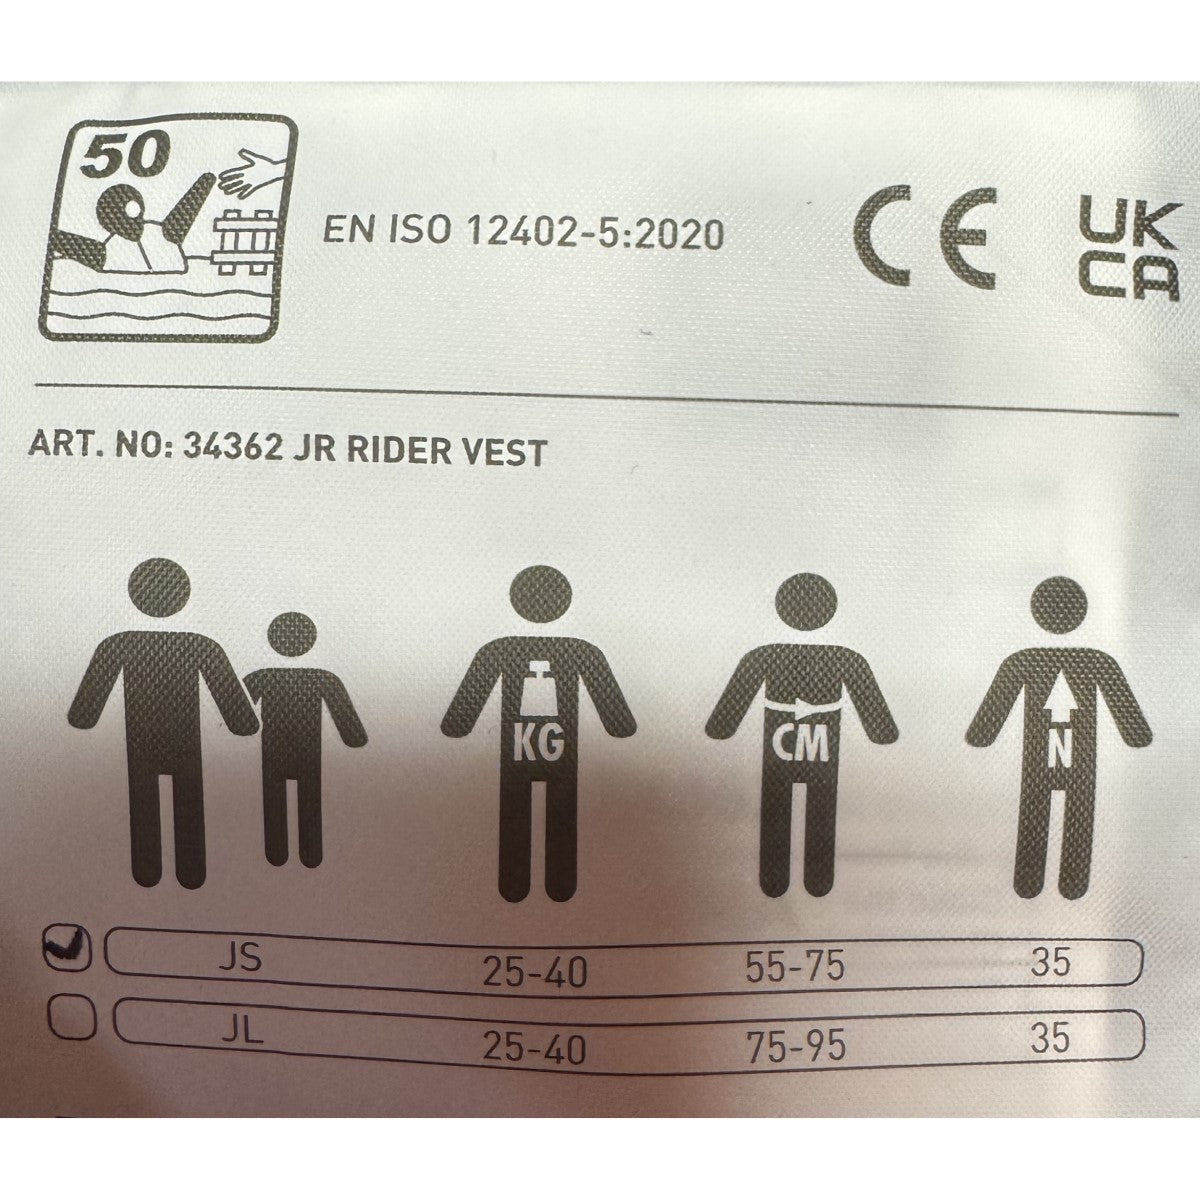 50
EN ISO 12402-5:2020
CE
UK
CA
ART. NO: 34362 JR RIDER VEST
KG
CM
N
JS 25-40 55-75 35
JL 25-40 75-95 35